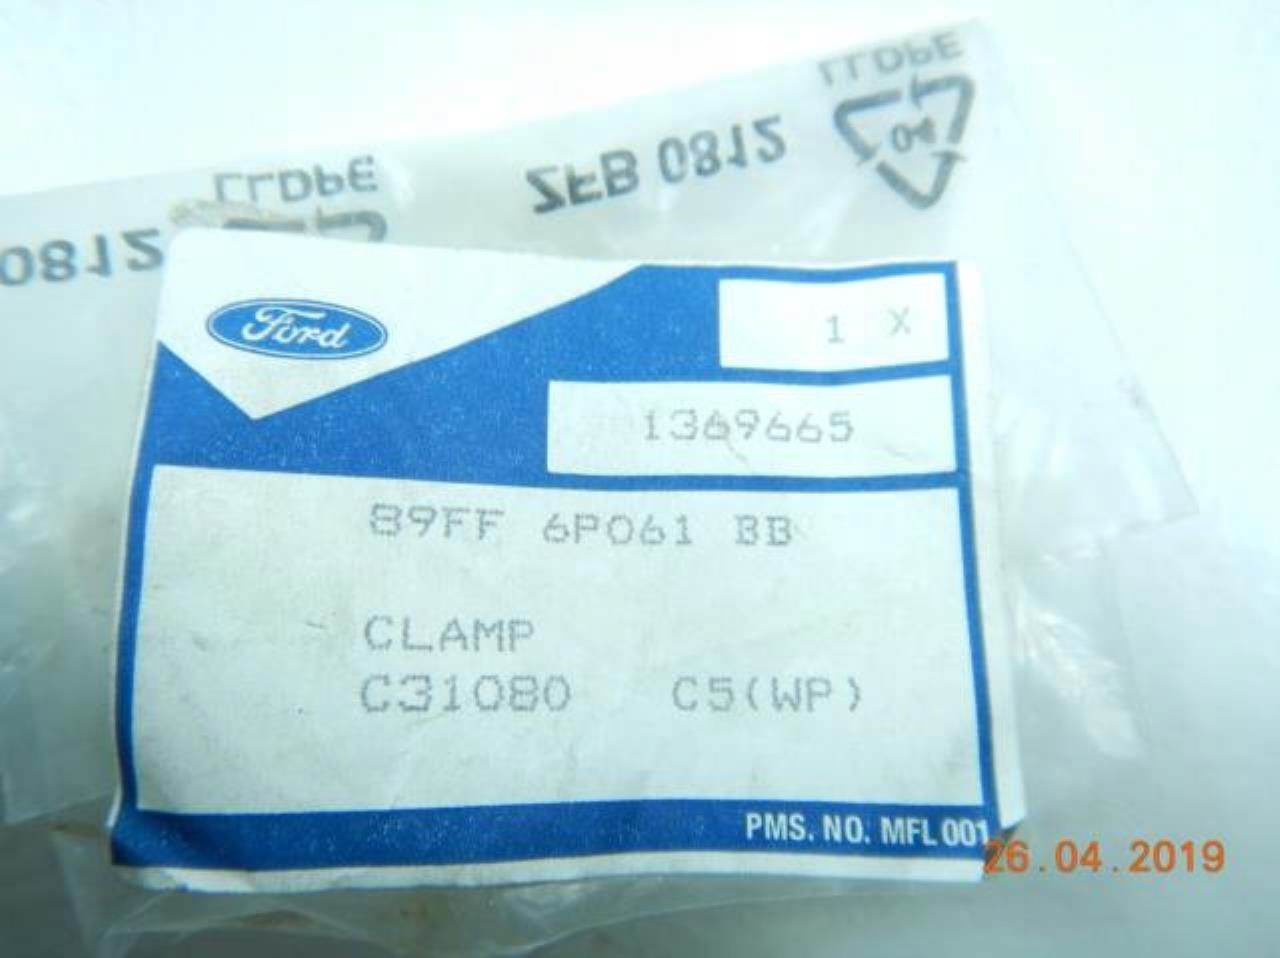 LLDPE
04
ZFB 0812
LLDPE
0812
Ford
1 X
1369665
89FF 6P061 BB
CLAMP
C31080 C5(WP)
PMS. NO. MFL 001
26.04.2019